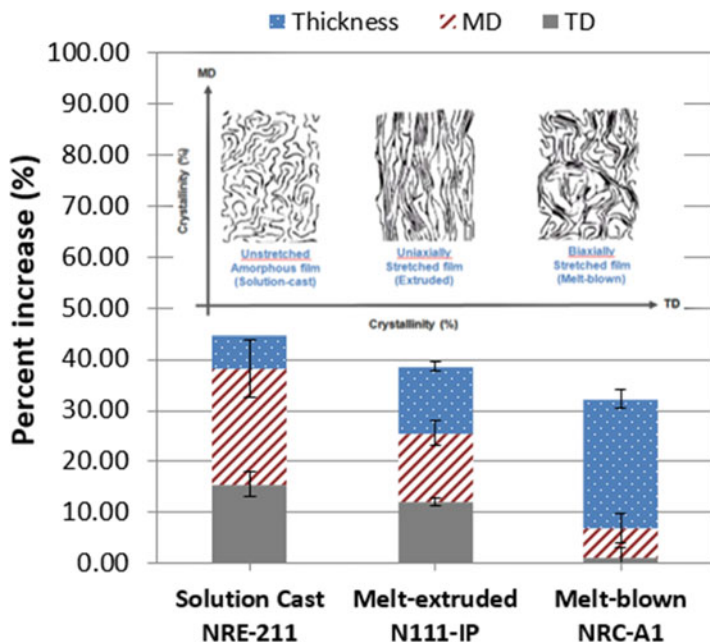 Thickness MD TD
Percent increase (%)
100.00
90.00
80.00
70.00
60.00
50.00
40.00
30.00
20.00
10.00
0.00
MD
Crystallinity (%)
Unstretched
Amorphous film
(Solution-cast)
Uniaxially
Stretched film
(Extruded)
Biaxially
Stretched film
(Melt-blown)
TD
Crystallinity (%)
Solution Cast
NRE-211
Melt-extruded
N111-IP
Melt-blown
NRC-A1